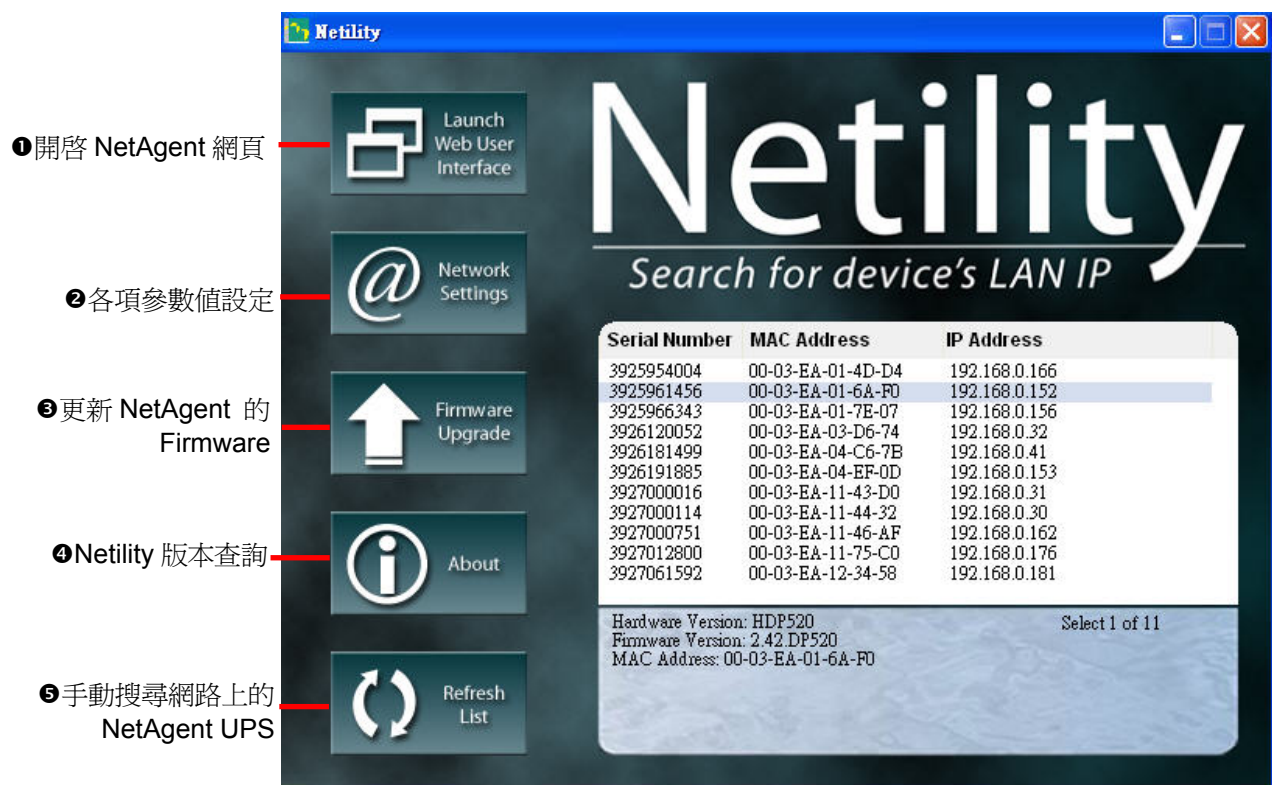 Netility
❶開啓 NetAgent 網頁
Launch
Web User
Interface
❷各項參數值設定
Network
Settings
❸更新 NetAgent 的
Firmware
Firmware
Upgrade
❹Netility 版本查詢
About
❺手動搜尋網路上的
NetAgent UPS
Refresh
List
Netility
Search for device's LAN IP
Serial Number MAC Address IP Address
3925954004 00-03-EA-01-4D-D4 192.168.0.166
3925961456 00-03-EA-01-6A-F0 192.168.0.152
3925966343 00-03-EA-01-7E-07 192.168.0.156
3926120052 00-03-EA-03-D6-74 192.168.0.32
3926181499 00-03-EA-04-C6-7B 192.168.0.41
3926191885 00-03-EA-04-EF-0D 192.168.0.153
3927000016 00-03-EA-11-43-D0 192.168.0.31
3927000114 00-03-EA-11-44-32 192.168.0.30
3927000751 00-03-EA-11-46-AF 192.168.0.162
3927012800 00-03-EA-11-75-C0 192.168.0.176
3927061592 00-03-EA-12-34-58 192.168.0.181
Hardware Version: HDP520 Select 1 of 11
Firmware Version: 2.42.DP520
MAC Address: 00-03-EA-01-6A-F0